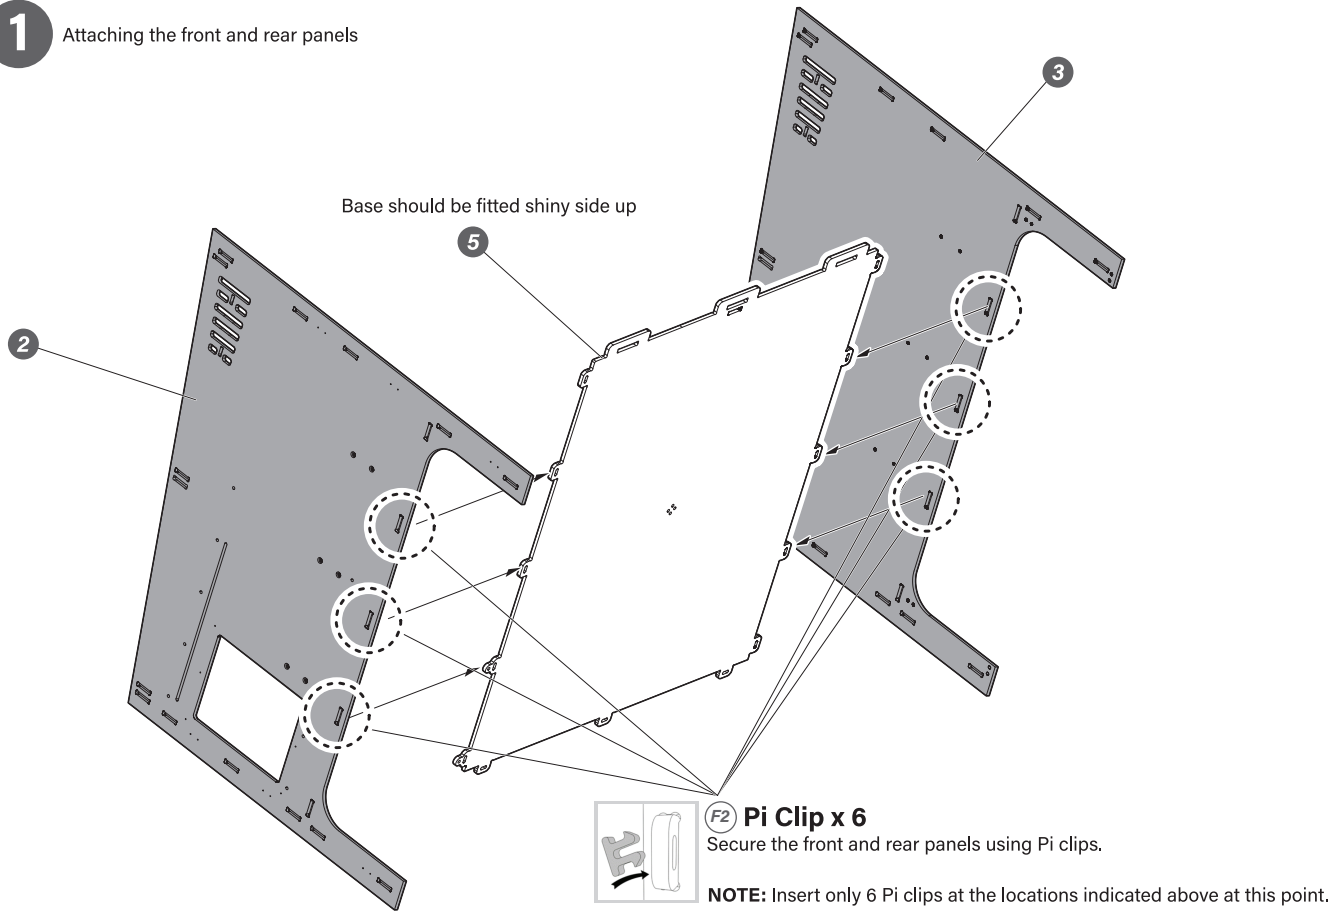 1
Attaching the front and rear panels
3
Base should be fitted shiny side up
5
2
F2 Pi Clip x 6
Secure the front and rear panels using Pi clips.
NOTE: Insert only 6 Pi clips at the locations indicated above at this point.